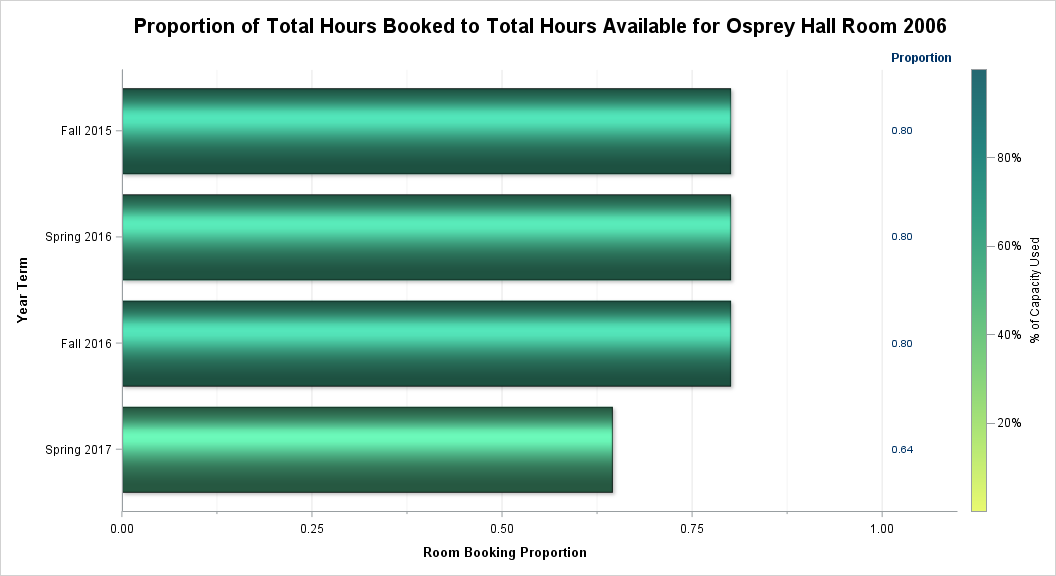 Proportion of Total Hours Booked to Total Hours Available for Osprey Hall Room 2006
Proportion
Fall 2015
0.80
Spring 2016
0.80
Fall 2016
0.80
Spring 2017
0.64
Year Term
0.00 0.25 0.50 0.75 1.00
Room Booking Proportion
80%
60%
40%
20%
% of Capacity Used